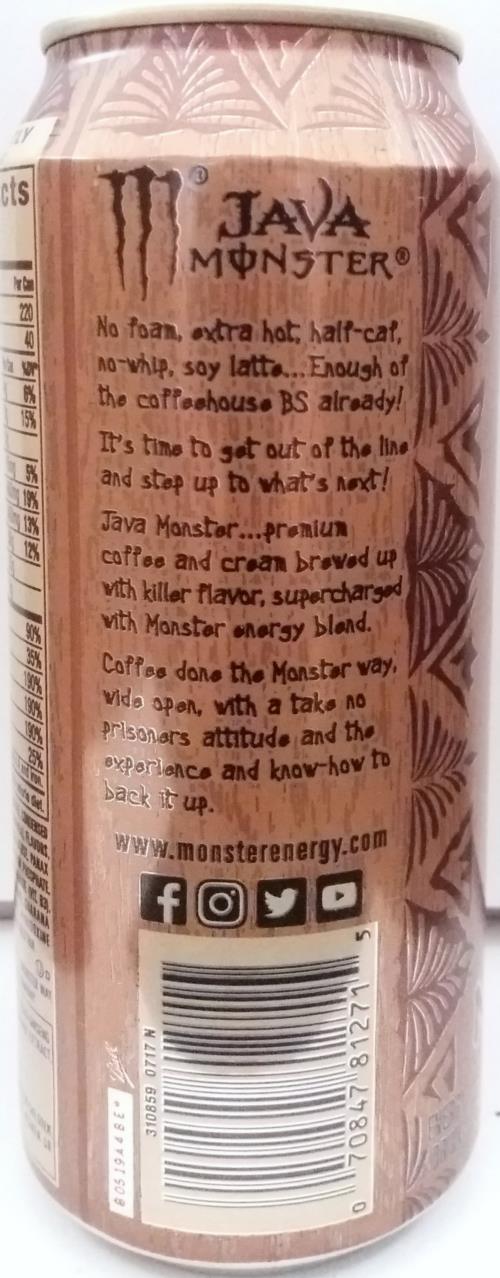 cts
Per Can
220
40
6%
15%
5%
19%
13%
12%
90%
35%
190%
190%
190%
25%
JAVA
MONSTER®
No foam, extra hot, half-caf,
no-whip, soy latte...Enough of
the coffeehouse BS already!
It's time to get out of the line
and step up to what's next!
Java Monster...premium
coffee and cream brewed up
with killer flavor, supercharged
with Monster energy blend.
Coffee done the Monster way,
wide open, with a take no
prisoners attitude and the
experience and know-how to
back it up.
www.monsterenergy.com
310859 0717 N
0 70847 81271 5